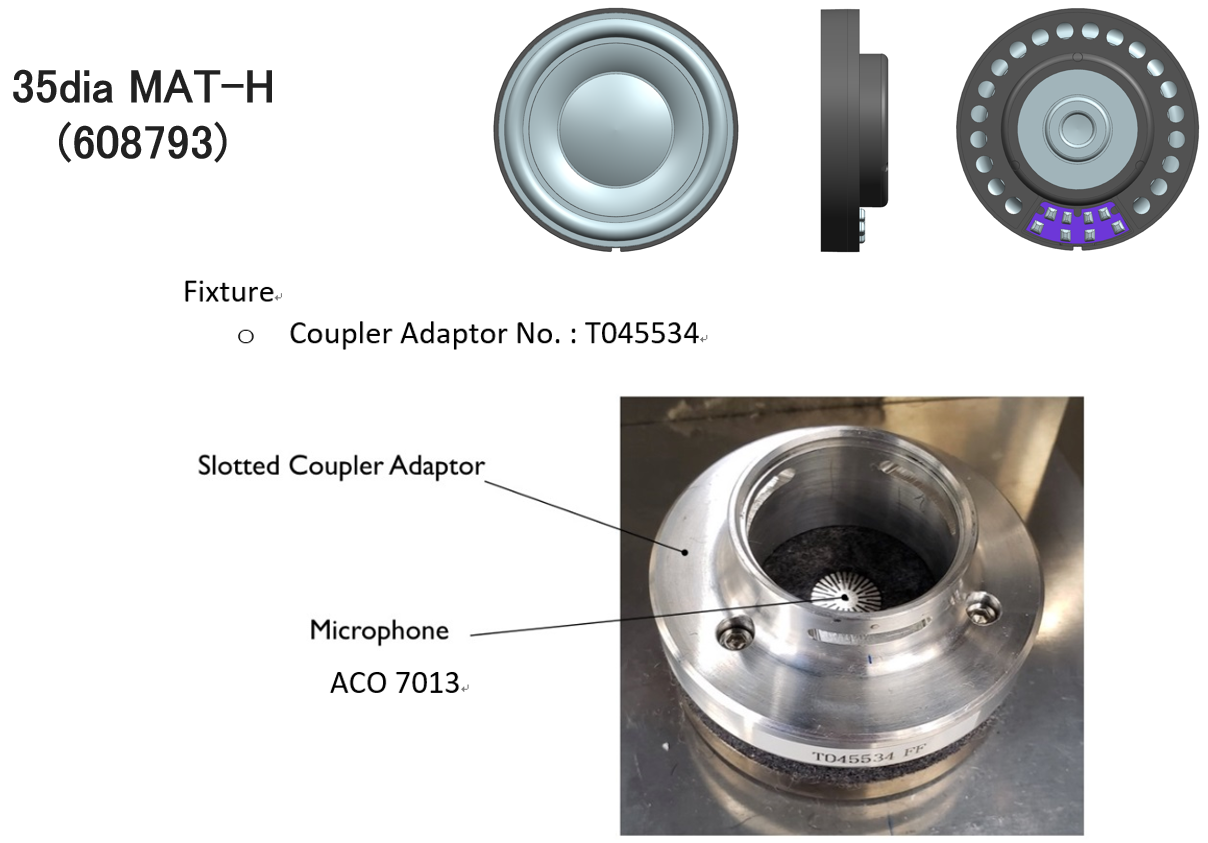 35dia MAT-H
(608793)
Fixture
o Coupler Adaptor No. : T045534
Slotted Coupler Adaptor
Microphone
ACO 7013
T045534 FF